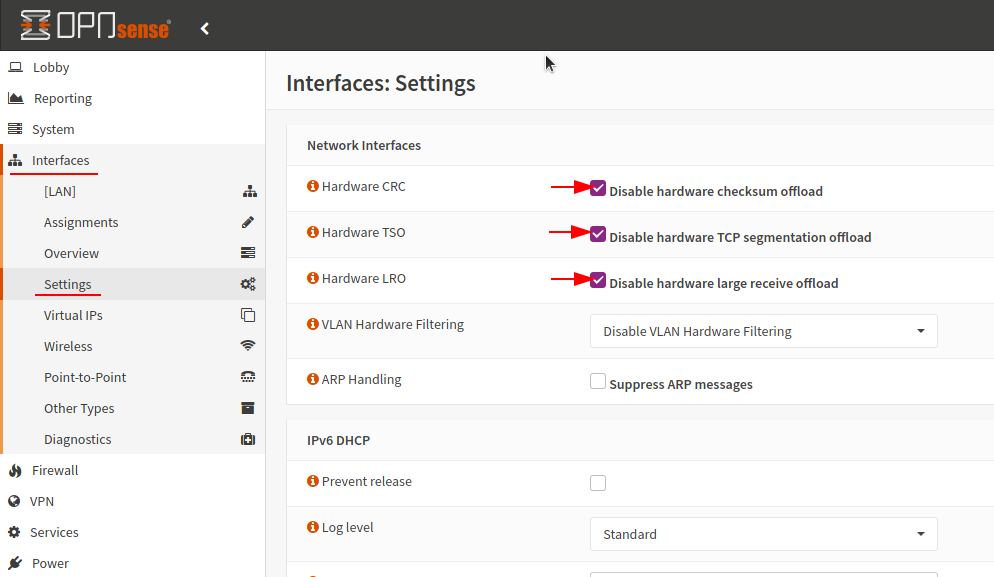 OPNsense®
Lobby
Reporting
System
Interfaces
[LAN]
Assignments
Overview
Settings
Virtual IPs
Wireless
Point-to-Point
Other Types
Diagnostics
Firewall
VPN
Services
Power
Interfaces: Settings
Network Interfaces
Hardware CRC
Disable hardware checksum offload
Hardware TSO
Disable hardware TCP segmentation offload
Hardware LRO
Disable hardware large receive offload
VLAN Hardware Filtering
Disable VLAN Hardware Filtering
ARP Handling
Suppress ARP messages
IPv6 DHCP
Prevent release
Log level
Standard